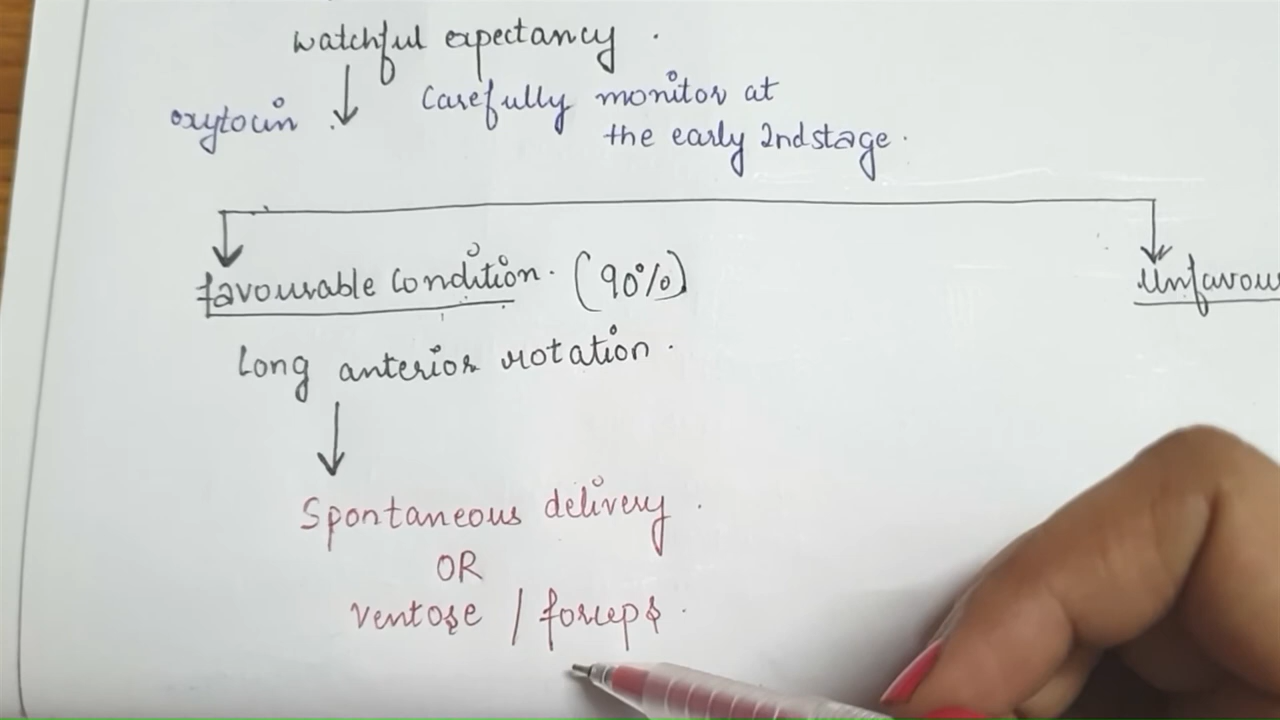 watchful expectancy.
oxytocin. Carefully monitor at
the early 2nd stage.
favourable condition. (90%)
Unfavou
Long anterior rotation.
Spontaneous delivery.
OR
ventose / forceps.